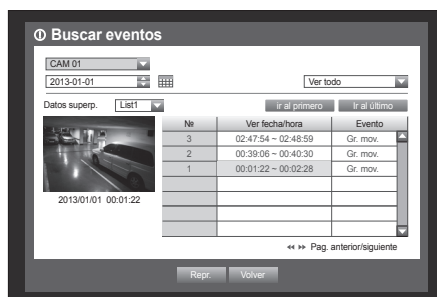 Buscar eventos
CAM 01
2013-01-01
Ver todo
Datos superp. List1 ir al primero Ir al último
№ Ver fecha/hora Evento
3 02:47:54 ~ 02:48:59 Gr. mov.
2 00:39:06 ~ 00:40:30 Gr. mov.
1 00:01:22 ~ 00:02:28 Gr. mov.
2013/01/01 00:01:22
Pag. anterior/siguiente
Repr. Volver